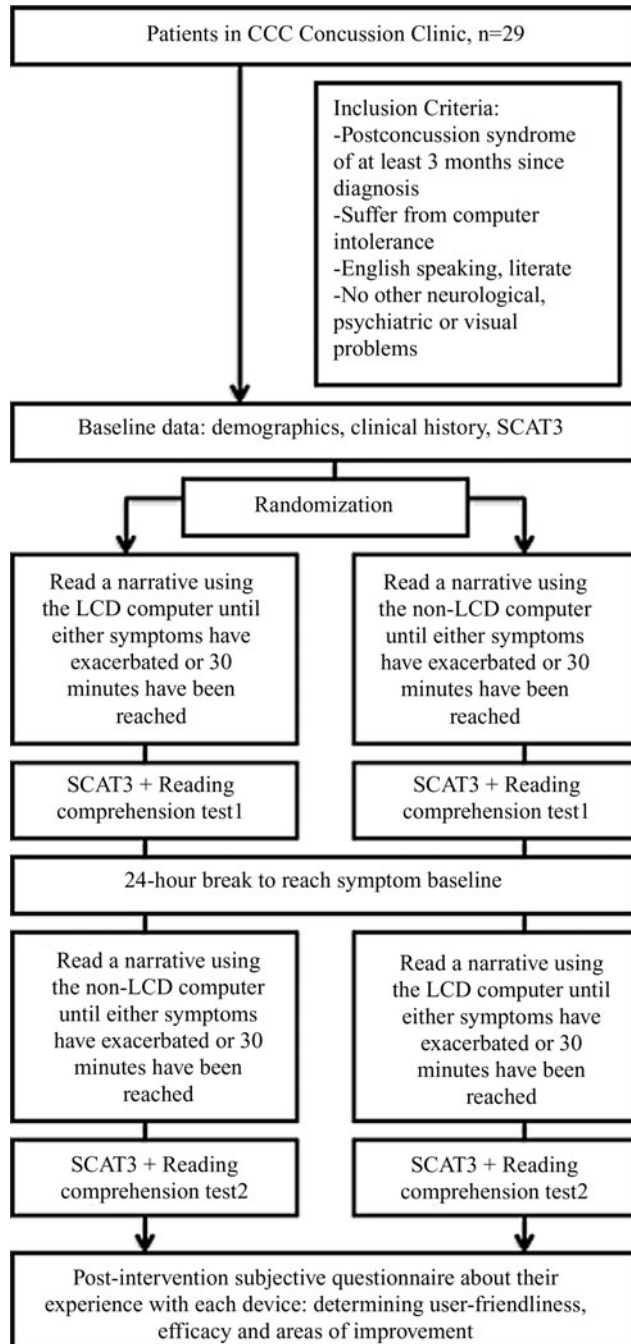 Patients in CCC Concussion Clinic, n=29
Inclusion Criteria:
-Postconcussion syndrome
of at least 3 months since
diagnosis
-Suffer from computer
intolerance
-English speaking, literate
-No other neurological,
psychiatric or visual
problems
Baseline data: demographics, clinical history, SCAT3
Randomization
Read a narrative using
the LCD computer until
either symptoms have
exacerbated or 30
minutes have been
reached
Read a narrative using
the non-LCD computer
until either symptoms
have exacerbated or 30
minutes have been
reached
SCAT3 + Reading
comprehension test1
SCAT3 + Reading
comprehension test1
24-hour break to reach symptom baseline
Read a narrative using
the non-LCD computer
until either symptoms
have exacerbated or 30
minutes have been
reached
Read a narrative using
the LCD computer until
either symptoms have
exacerbated or 30
minutes have been
reached
SCAT3 + Reading
comprehension test2
SCAT3 + Reading
comprehension test2
Post-intervention subjective questionnaire about their
experience with each device: determining user-friendliness,
efficacy and areas of improvement